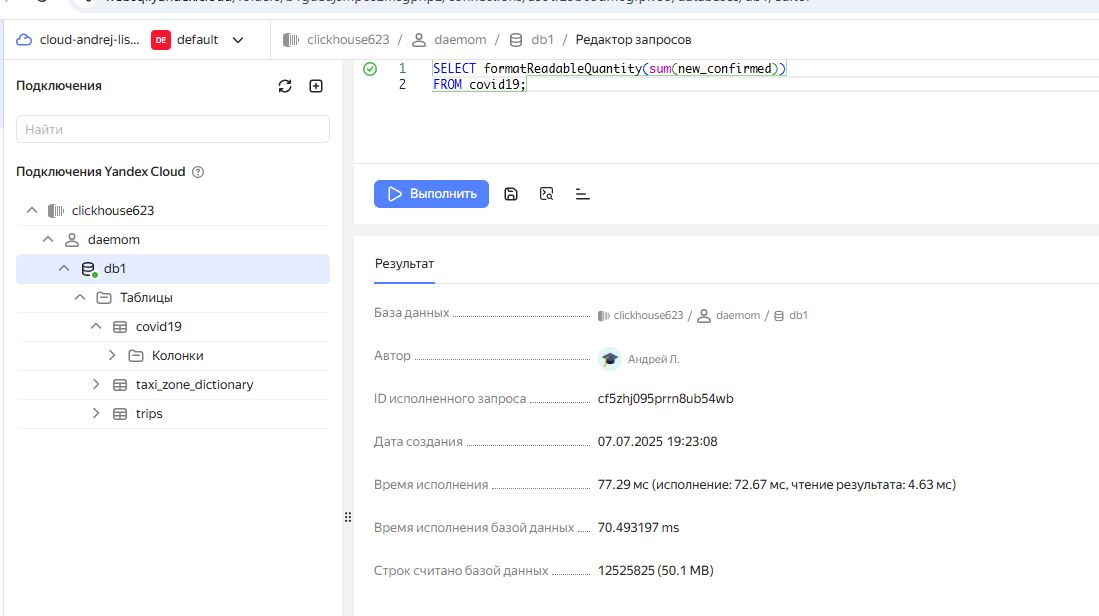 cloud-andrej-lis... DE default
clickhouse623 / daemom / db1 / Редактор запросов
Подключения
Найти
Подключения Yandex Cloud ?
clickhouse623
daemom
db1
Таблицы
covid19
Колонки
taxi_zone_dictionary
trips
1 SELECT formatReadableQuantity(sum(new_confirmed))
2 FROM covid19;
Выполнить
Результат
База данных clickhouse623 / daemom / db1
Автор Андрей Л.
ID исполненного запроса cf5zhj095prrn8ub54wb
Дата создания 07.07.2025 19:23:08
Время исполнения 77.29 мс (исполнение: 72.67 мс, чтение результата: 4.63 мс)
Время исполнения базой данных 70.493197 ms
Строк считано базой данных 12525825 (50.1 MB)